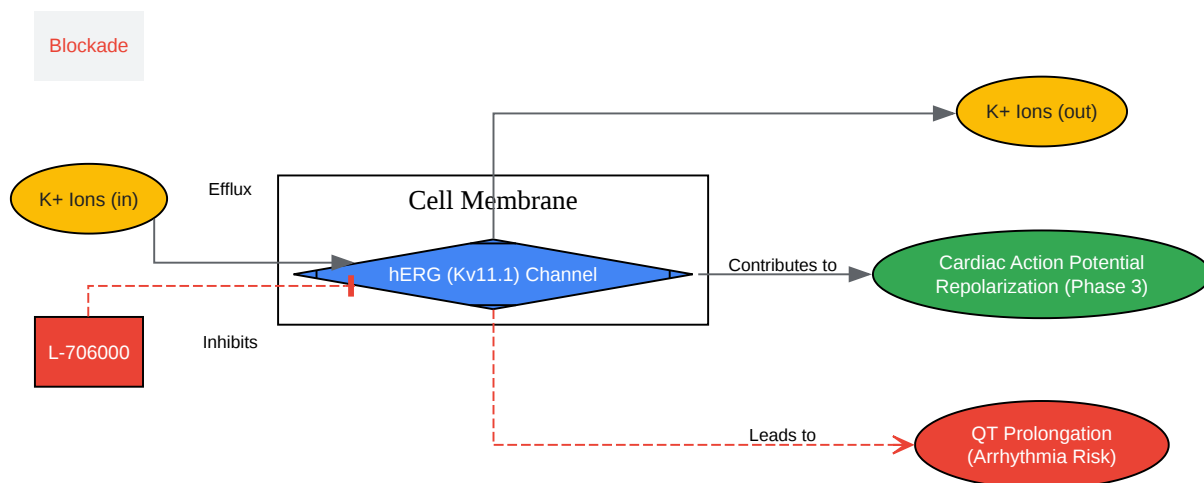 Blockade
K+ Ions (out)
K+ Ions (in)
Efflux
Cell Membrane
hERG (Kv11.1) Channel
Contributes to
Cardiac Action Potential
Repolarization (Phase 3)
Inhibits
L-706000
Leads to
QT Prolongation
(Arrhythmia Risk)